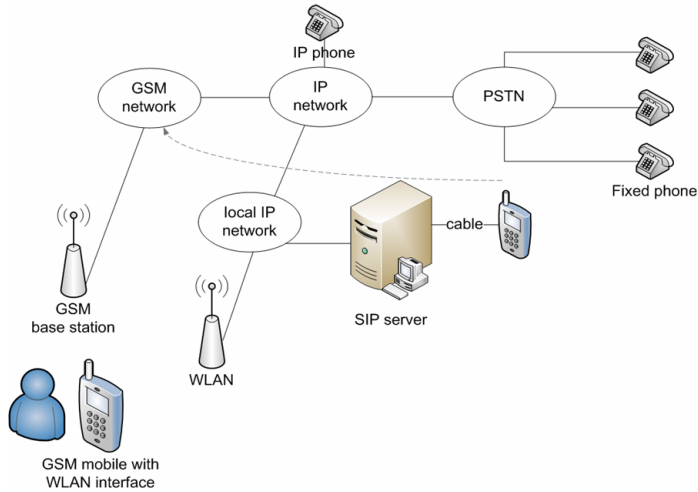 IP phone
GSM
network
IP
network
PSTN
Fixed phone
local IP
network
cable
GSM
base station
SIP server
WLAN
GSM mobile with
WLAN interface